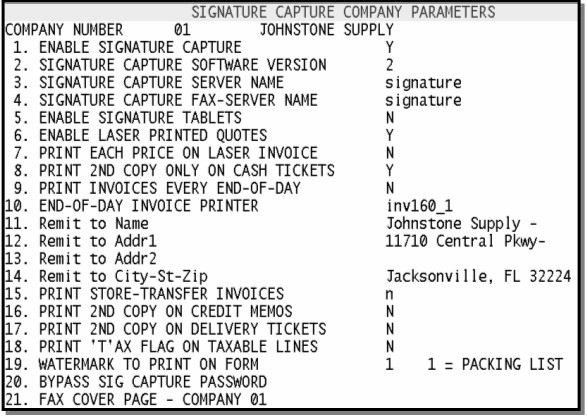 SIGNATURE CAPTURE COMPANY PARAMETERS
COMPANY NUMBER 01 JOHNSTONE SUPPLY
1. ENABLE SIGNATURE CAPTURE Y
2. SIGNATURE CAPTURE SOFTWARE VERSION 2
3. SIGNATURE CAPTURE SERVER NAME signature
4. SIGNATURE CAPTURE FAX-SERVER NAME signature
5. ENABLE SIGNATURE TABLETS N
6. ENABLE LASER PRINTED QUOTES Y
7. PRINT EACH PRICE ON LASER INVOICE N
8. PRINT 2ND COPY ONLY ON CASH TICKETS Y
9. PRINT INVOICES EVERY END-OF-DAY N
10. END-OF-DAY INVOICE PRINTER inv160_1
11. Remit to Name Johnstone Supply -
12. Remit to Addr1 11710 Central Pkwy-
13. Remit to Addr2
14. Remit to City-St-Zip Jacksonville, FL 32224
15. PRINT STORE-TRANSFER INVOICES n
16. PRINT 2ND COPY ON CREDIT MEMOS N
17. PRINT 2ND COPY ON DELIVERY TICKETS N
18. PRINT 'T'AX FLAG ON TAXABLE LINES N
19. WATERMARK TO PRINT ON FORM 1 1 = PACKING LIST
20. BYPASS SIG CAPTURE PASSWORD
21. FAX COVER PAGE - COMPANY 01